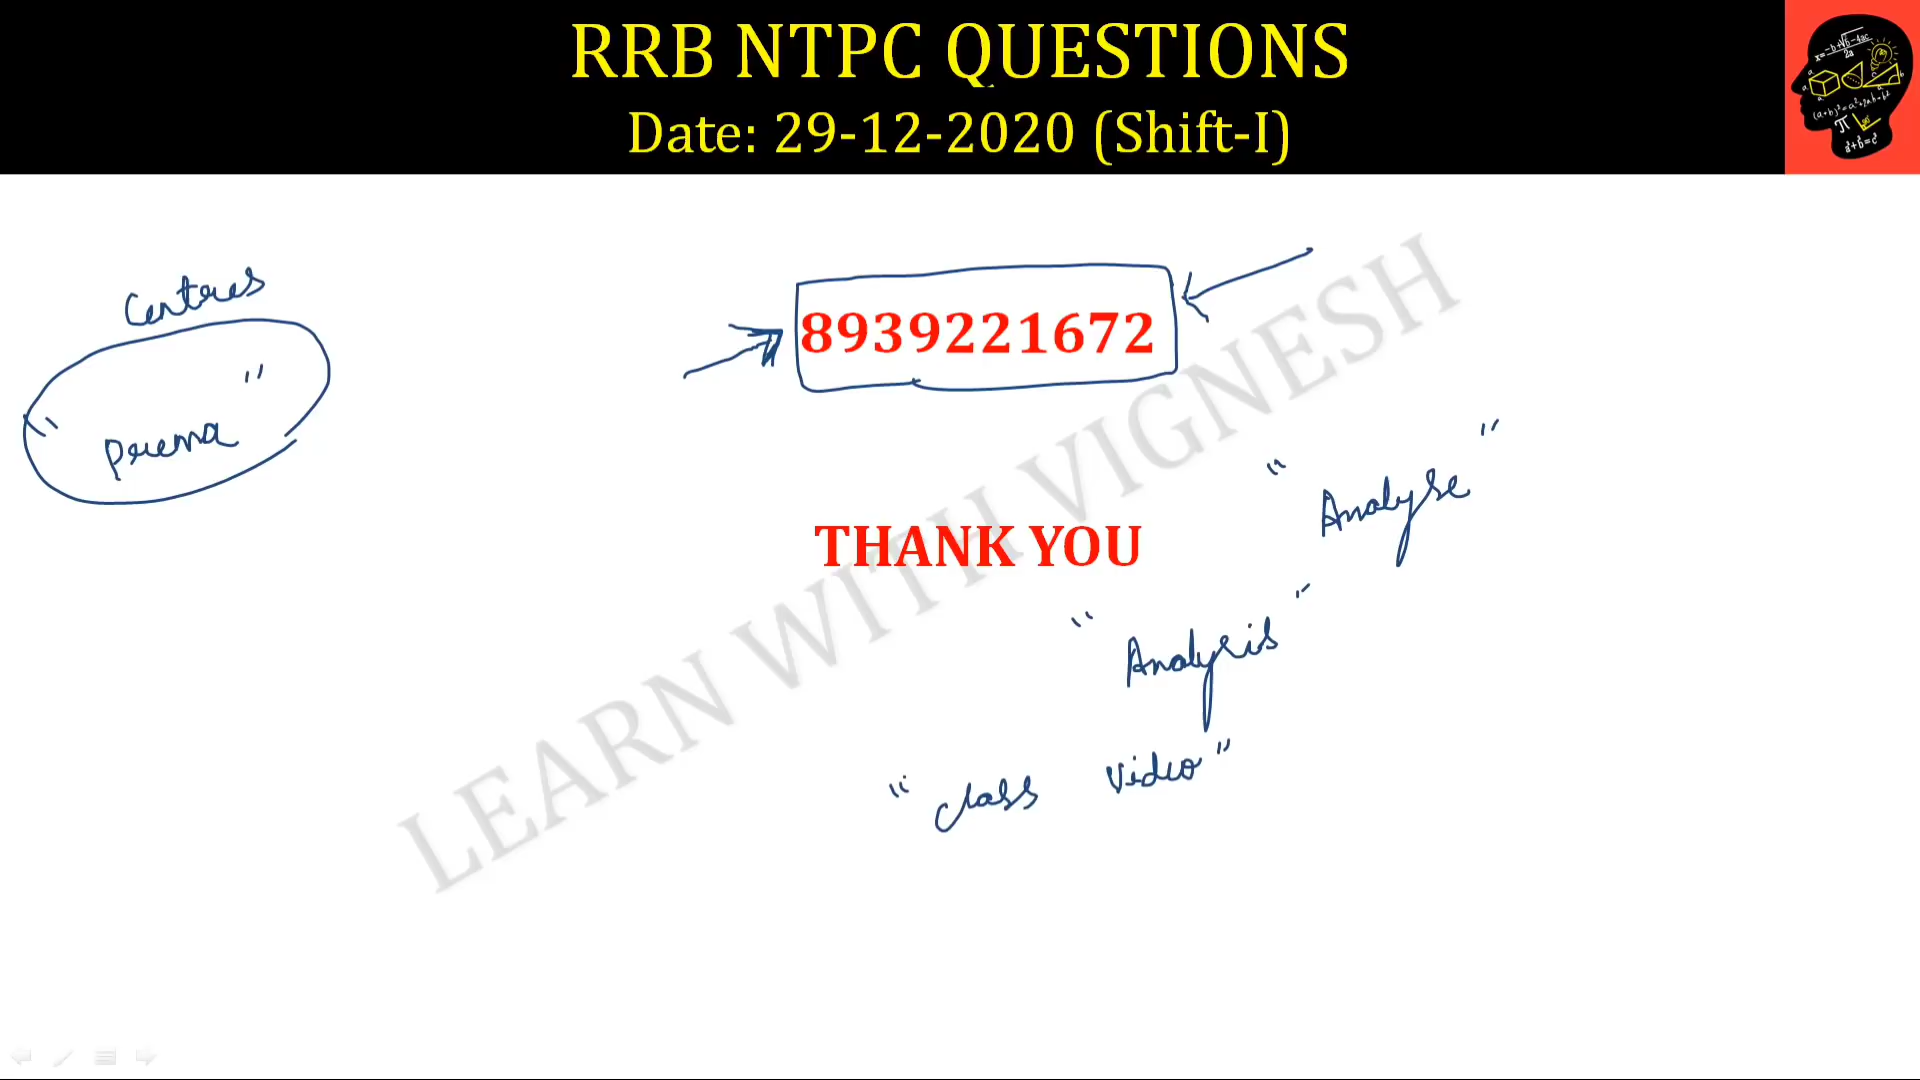 RRB NTPC QUESTIONS
Date: 29-12-2020 (Shift-I)
Centres
8939221672
"Prema"
"Analyse"
THANK YOU
"Analysis"
"Class Video"
LEARN WITH VIGNESH